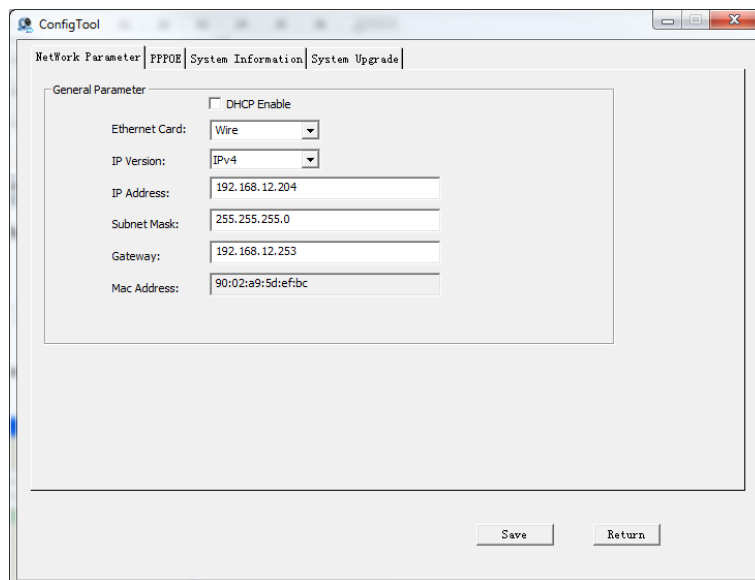 ConfigTool
NetWork Parameter PPPOE System Information System Upgrade
General Parameter
DHCP Enable
Ethernet Card: Wire
IP Version: IPv4
IP Address: 192.168.12.204
Subnet Mask: 255.255.255.0
Gateway: 192.168.12.253
Mac Address: 90:02:a9:5d:ef:bc
Save Return